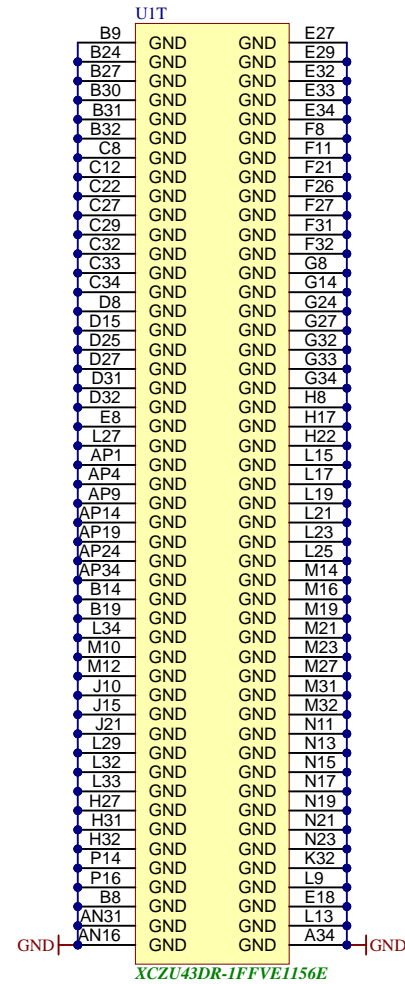 U1T
B9 GND GND E27
B24 GND GND E29
B27 GND GND E32
B30 GND GND E33
B31 GND GND E34
B32 GND GND F8
C8 GND GND F11
C12 GND GND F21
C22 GND GND F26
C27 GND GND F27
C29 GND GND F31
C32 GND GND F32
C33 GND GND G8
C34 GND GND G14
D8 GND GND G24
D15 GND GND G27
D25 GND GND G32
D27 GND GND G33
D31 GND GND G34
D32 GND GND H8
E8 GND GND H17
L27 GND GND H22
AP1 GND GND L15
AP4 GND GND L17
AP9 GND GND L19
AP14 GND GND L21
AP19 GND GND L23
AP24 GND GND L25
AP34 GND GND M14
B14 GND GND M16
B19 GND GND M19
L34 GND GND M21
M10 GND GND M23
M12 GND GND M27
J10 GND GND M31
J15 GND GND M32
J21 GND GND N11
L29 GND GND N13
L32 GND GND N15
L33 GND GND N17
H27 GND GND N19
H31 GND GND N21
H32 GND GND N23
P14 GND GND K32
P16 GND GND L9
B8 GND GND E18
AN31 GND GND L13
GND AN16 GND GND A34 GND
XCZU43DR-1FFVE1156E